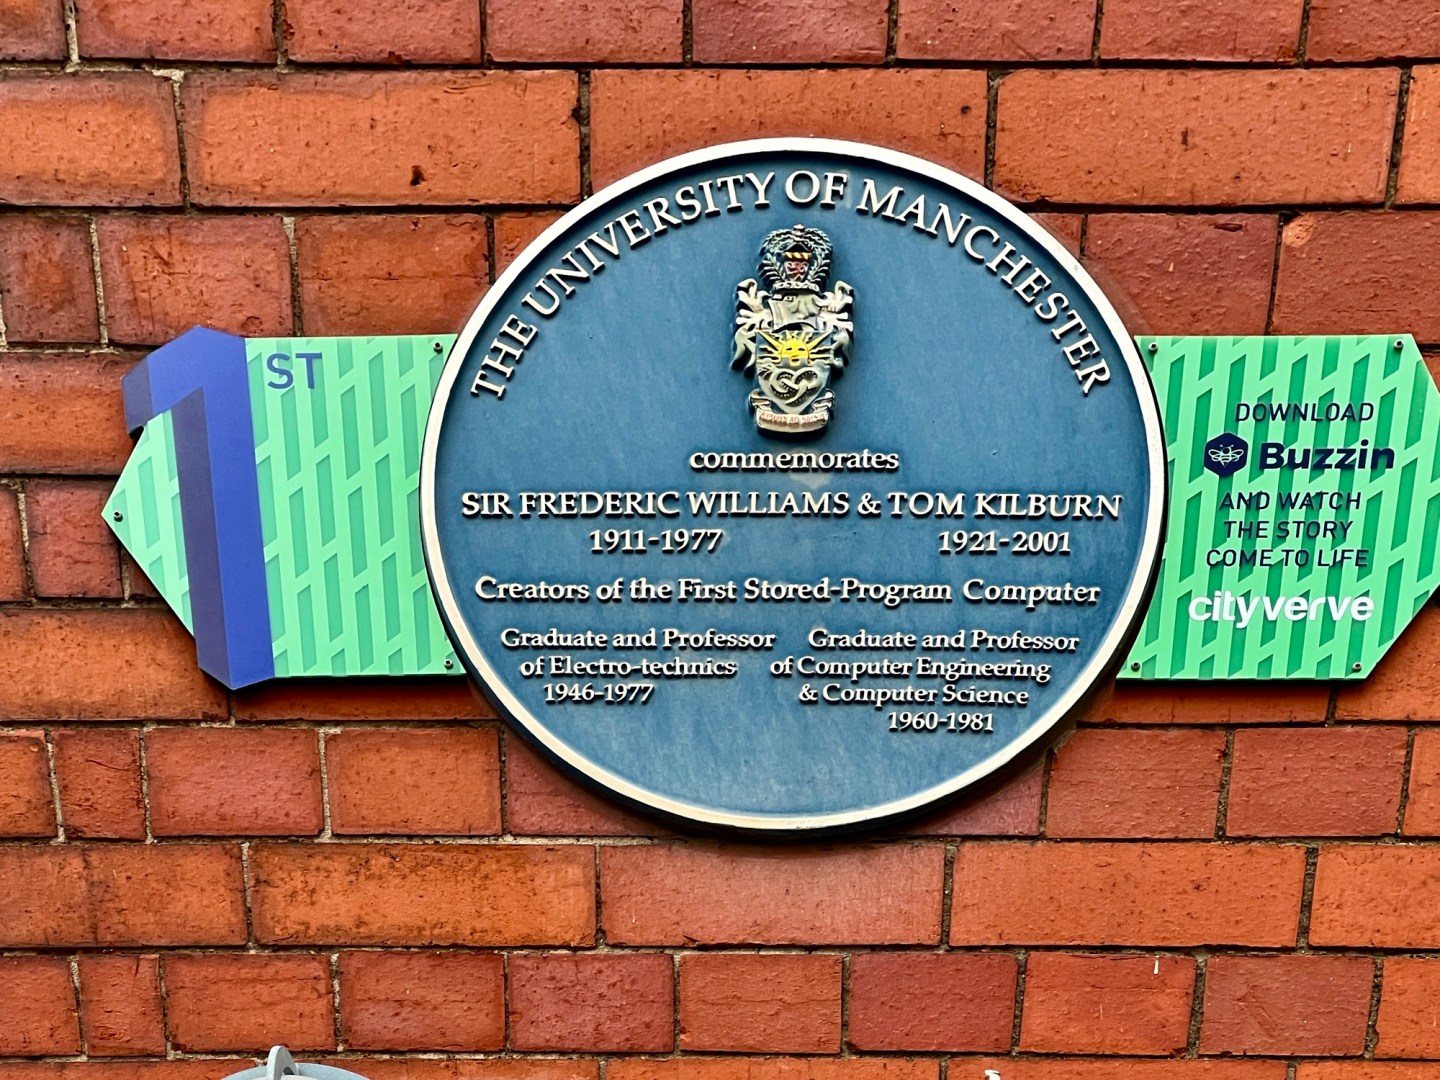 THE UNIVERSITY OF MANCHESTER
commemorates
SIR FREDERIC WILLIAMS & TOM KILBURN
1911-1977 1921-2001
Creators of the First Stored-Program Computer
Graduate and Professor
of Electro-technics
1946-1977
Graduate and Professor
of Computer Engineering
& Computer Science
1960-1981
1ST
DOWNLOAD
Buzzin
AND WATCH
THE STORY
COME TO LIFE
cityverve